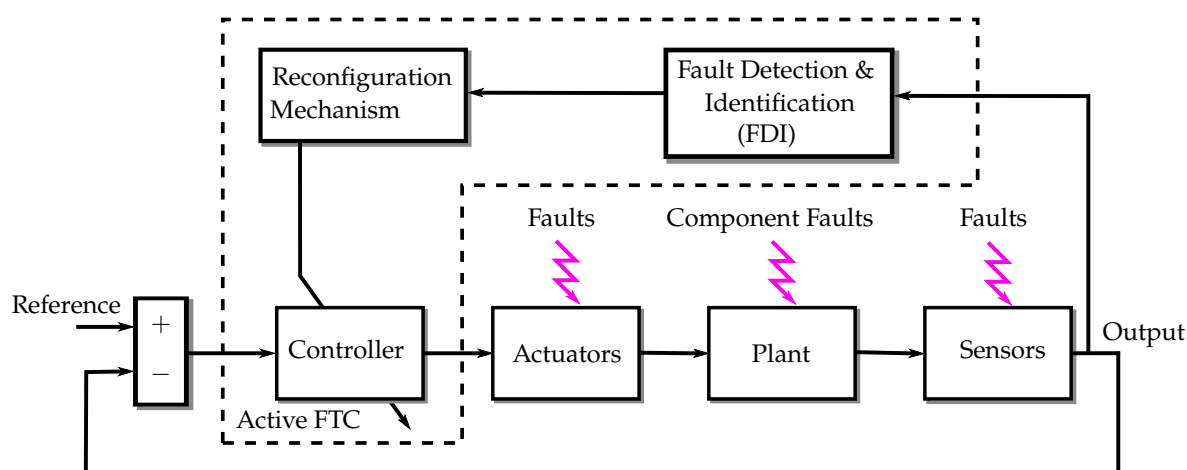 Reconfiguration
Mechanism
Fault Detection &
Identification
(FDI)
Faults
Component Faults
Faults
Reference
+
−
Controller
Actuators
Plant
Sensors
Output
Active FTC